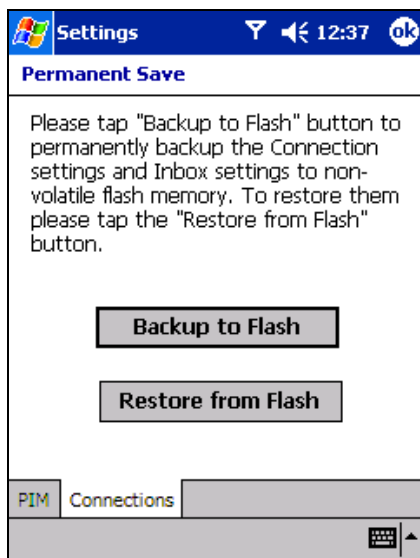 Settings 12:37 ok
Permanent Save
Please tap "Backup to Flash" button to
permanently backup the Connection
settings and Inbox settings to non-
volatile flash memory. To restore them
please tap the "Restore from Flash"
button.
Backup to Flash
Restore from Flash
PIM Connections